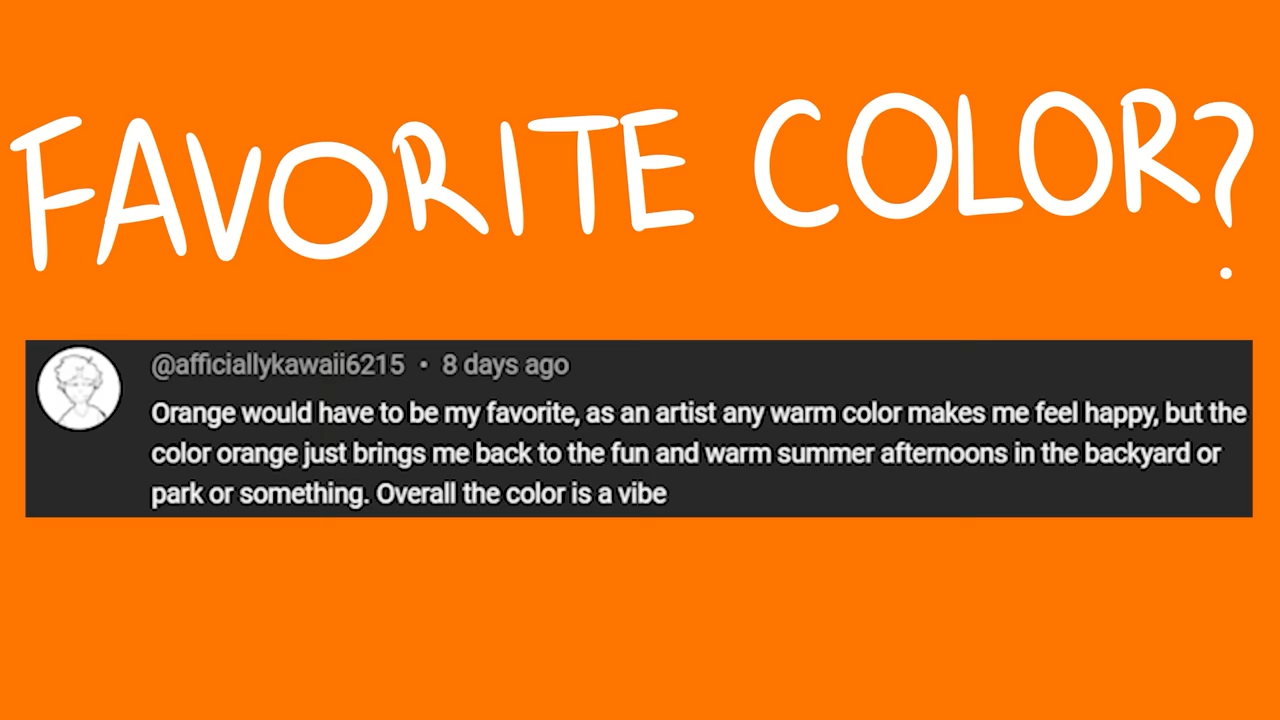 FAVORITE COLOR?
@afficiallykawaii6215 • 8 days ago
Orange would have to be my favorite, as an artist any warm color makes me feel happy, but the
color orange just brings me back to the fun and warm summer afternoons in the backyard or
park or something. Overall the color is a vibe